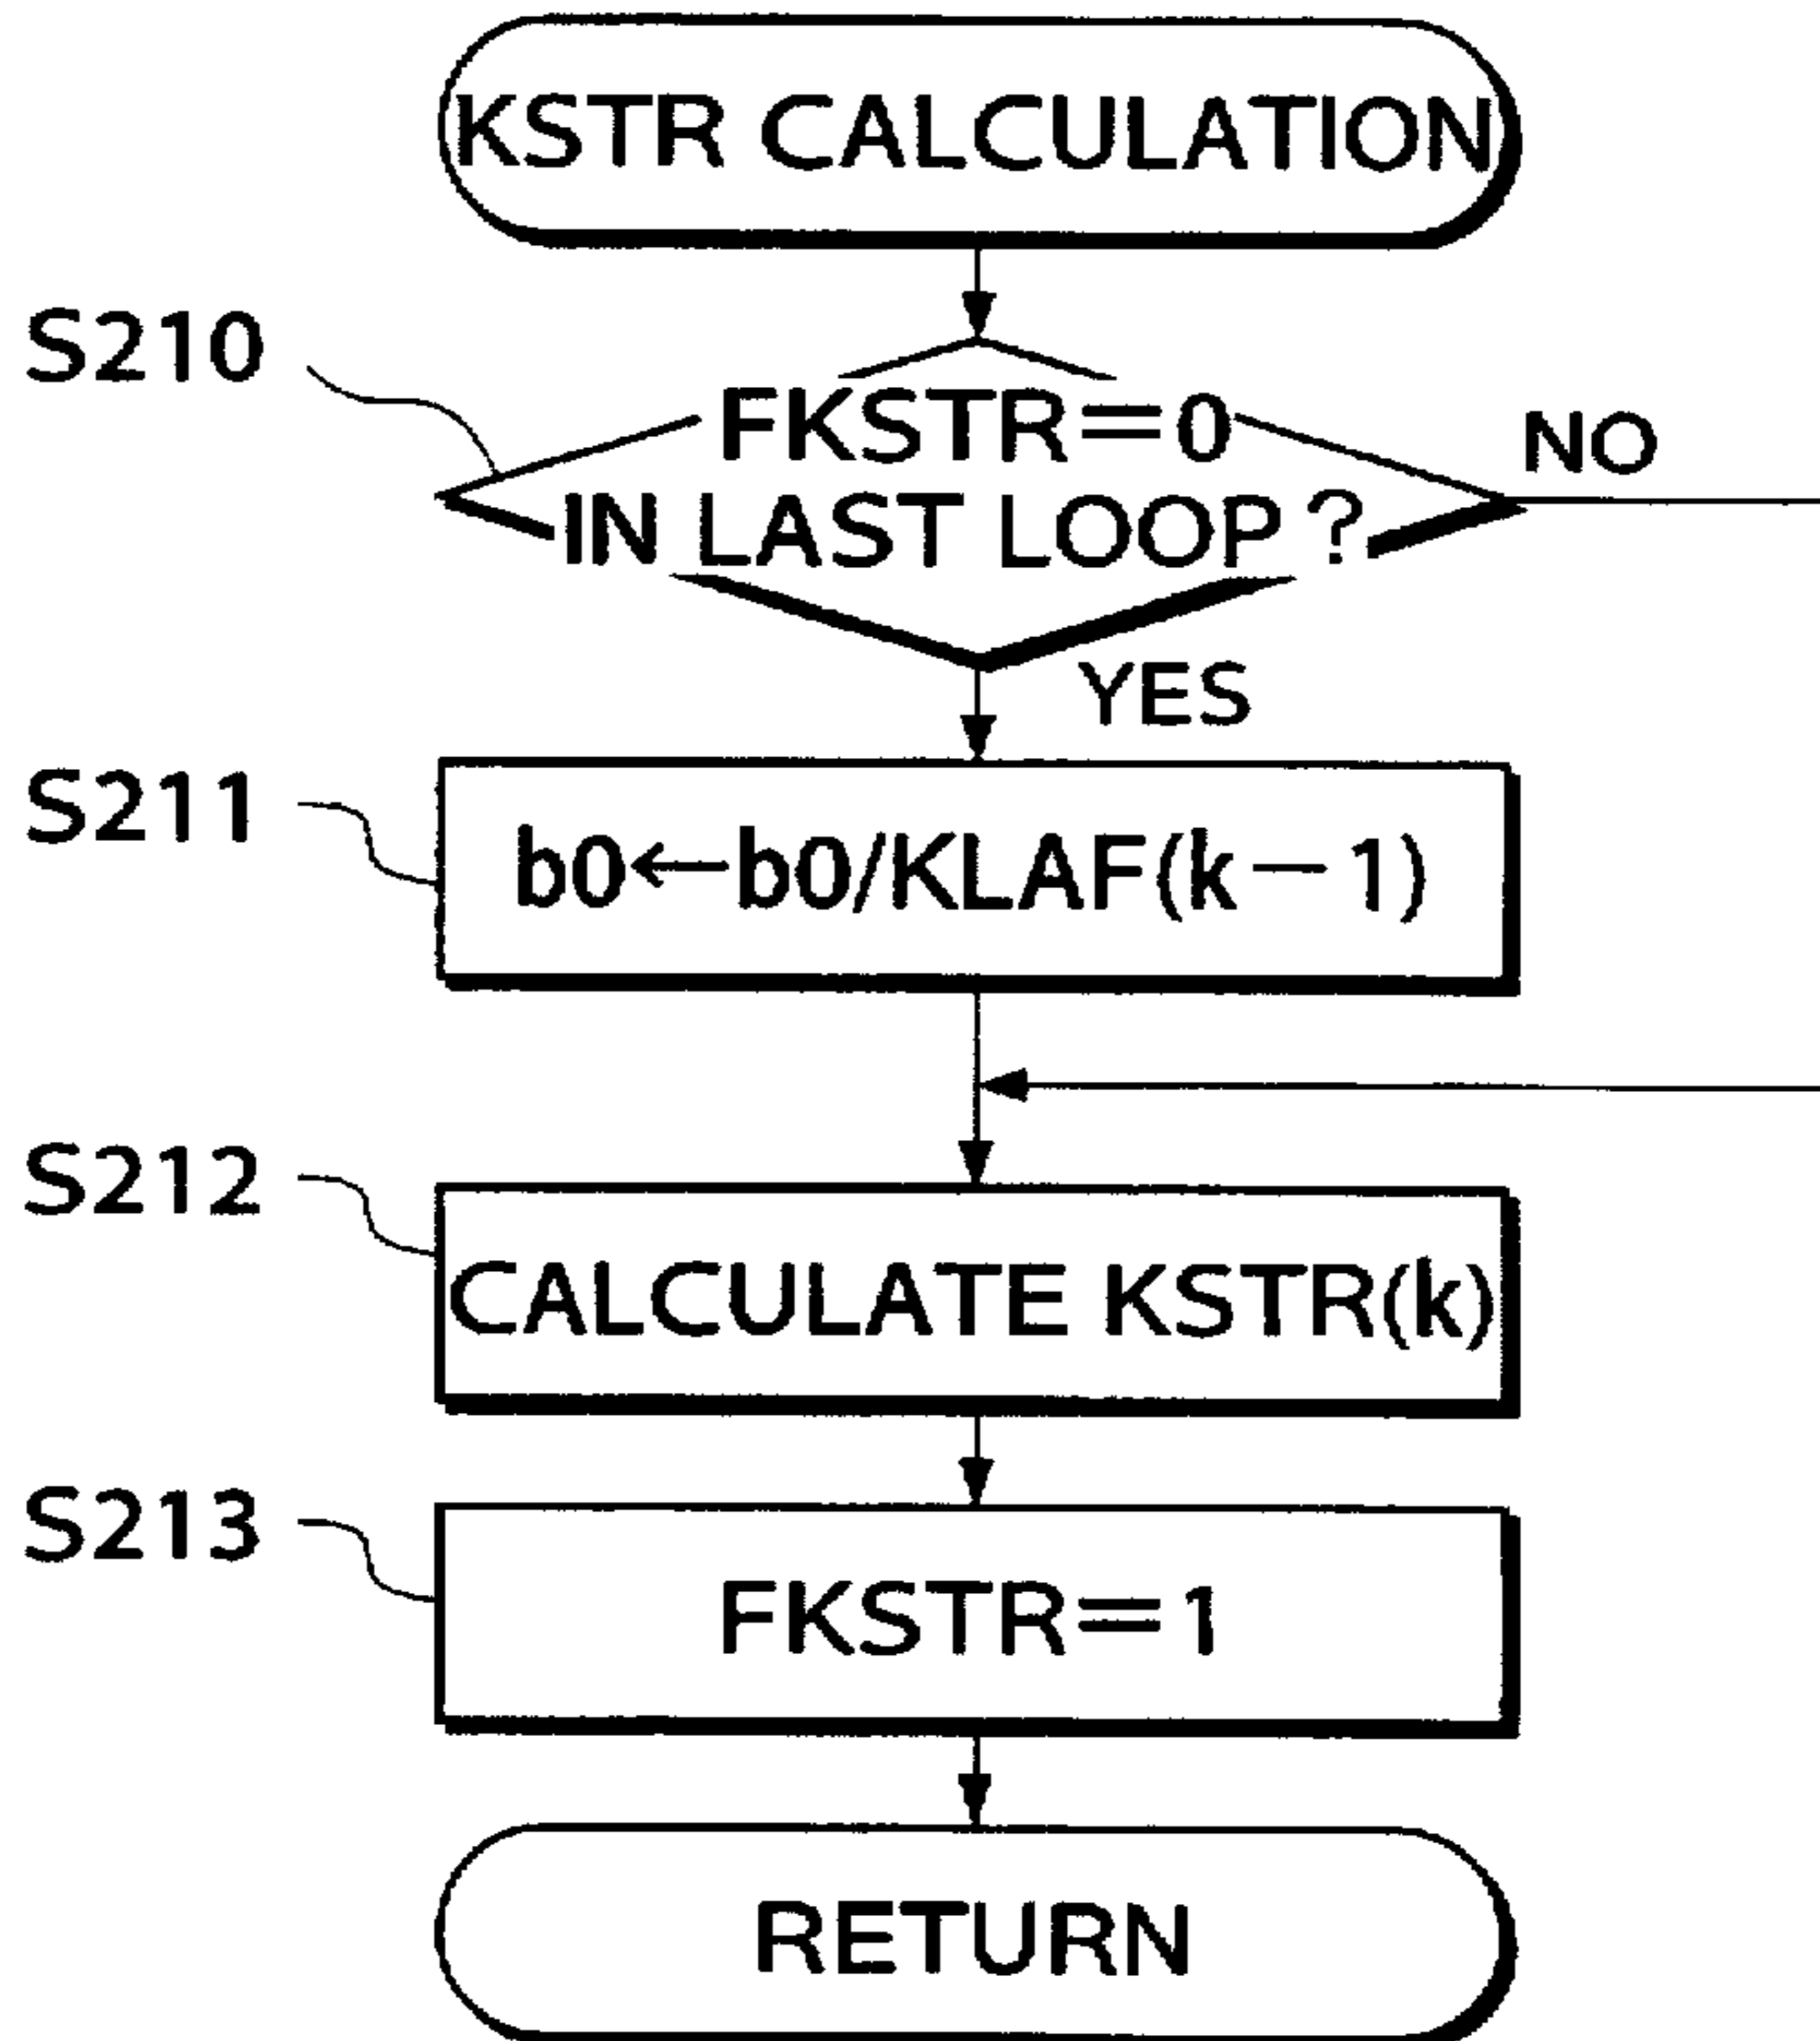 KSTR CALCULATION
S210
FKSTR=0
IN LAST LOOP ?
NO
YES
S211
b0←b0/KLAF(k-1)
S212
CALCULATE KSTR(k)
S213
FKSTR=1
RETURN